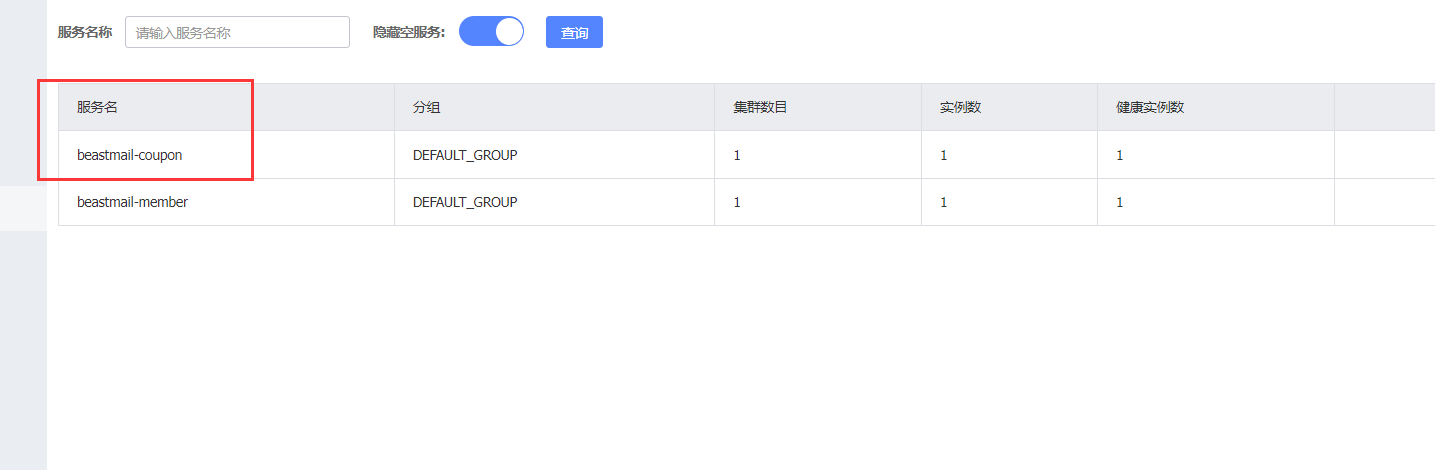 服务名称 请输入服务名称 隐藏空服务: 查询
服务名 分组 集群数目 实例数 健康实例数
beastmail-coupon DEFAULT_GROUP 1 1 1
beastmail-member DEFAULT_GROUP 1 1 1